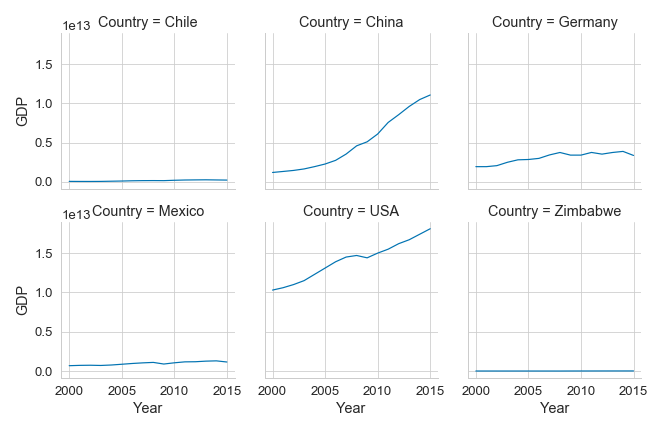 1e13 Country = Chile Country = China Country = Germany
1.5
1.0
GDP
0.5
0.0
1e13 Country = Mexico Country = USA Country = Zimbabwe
1.5
1.0
GDP
0.5
0.0
2000 2005 2010 2015 2000 2005 2010 2015 2000 2005 2010 2015
Year Year Year